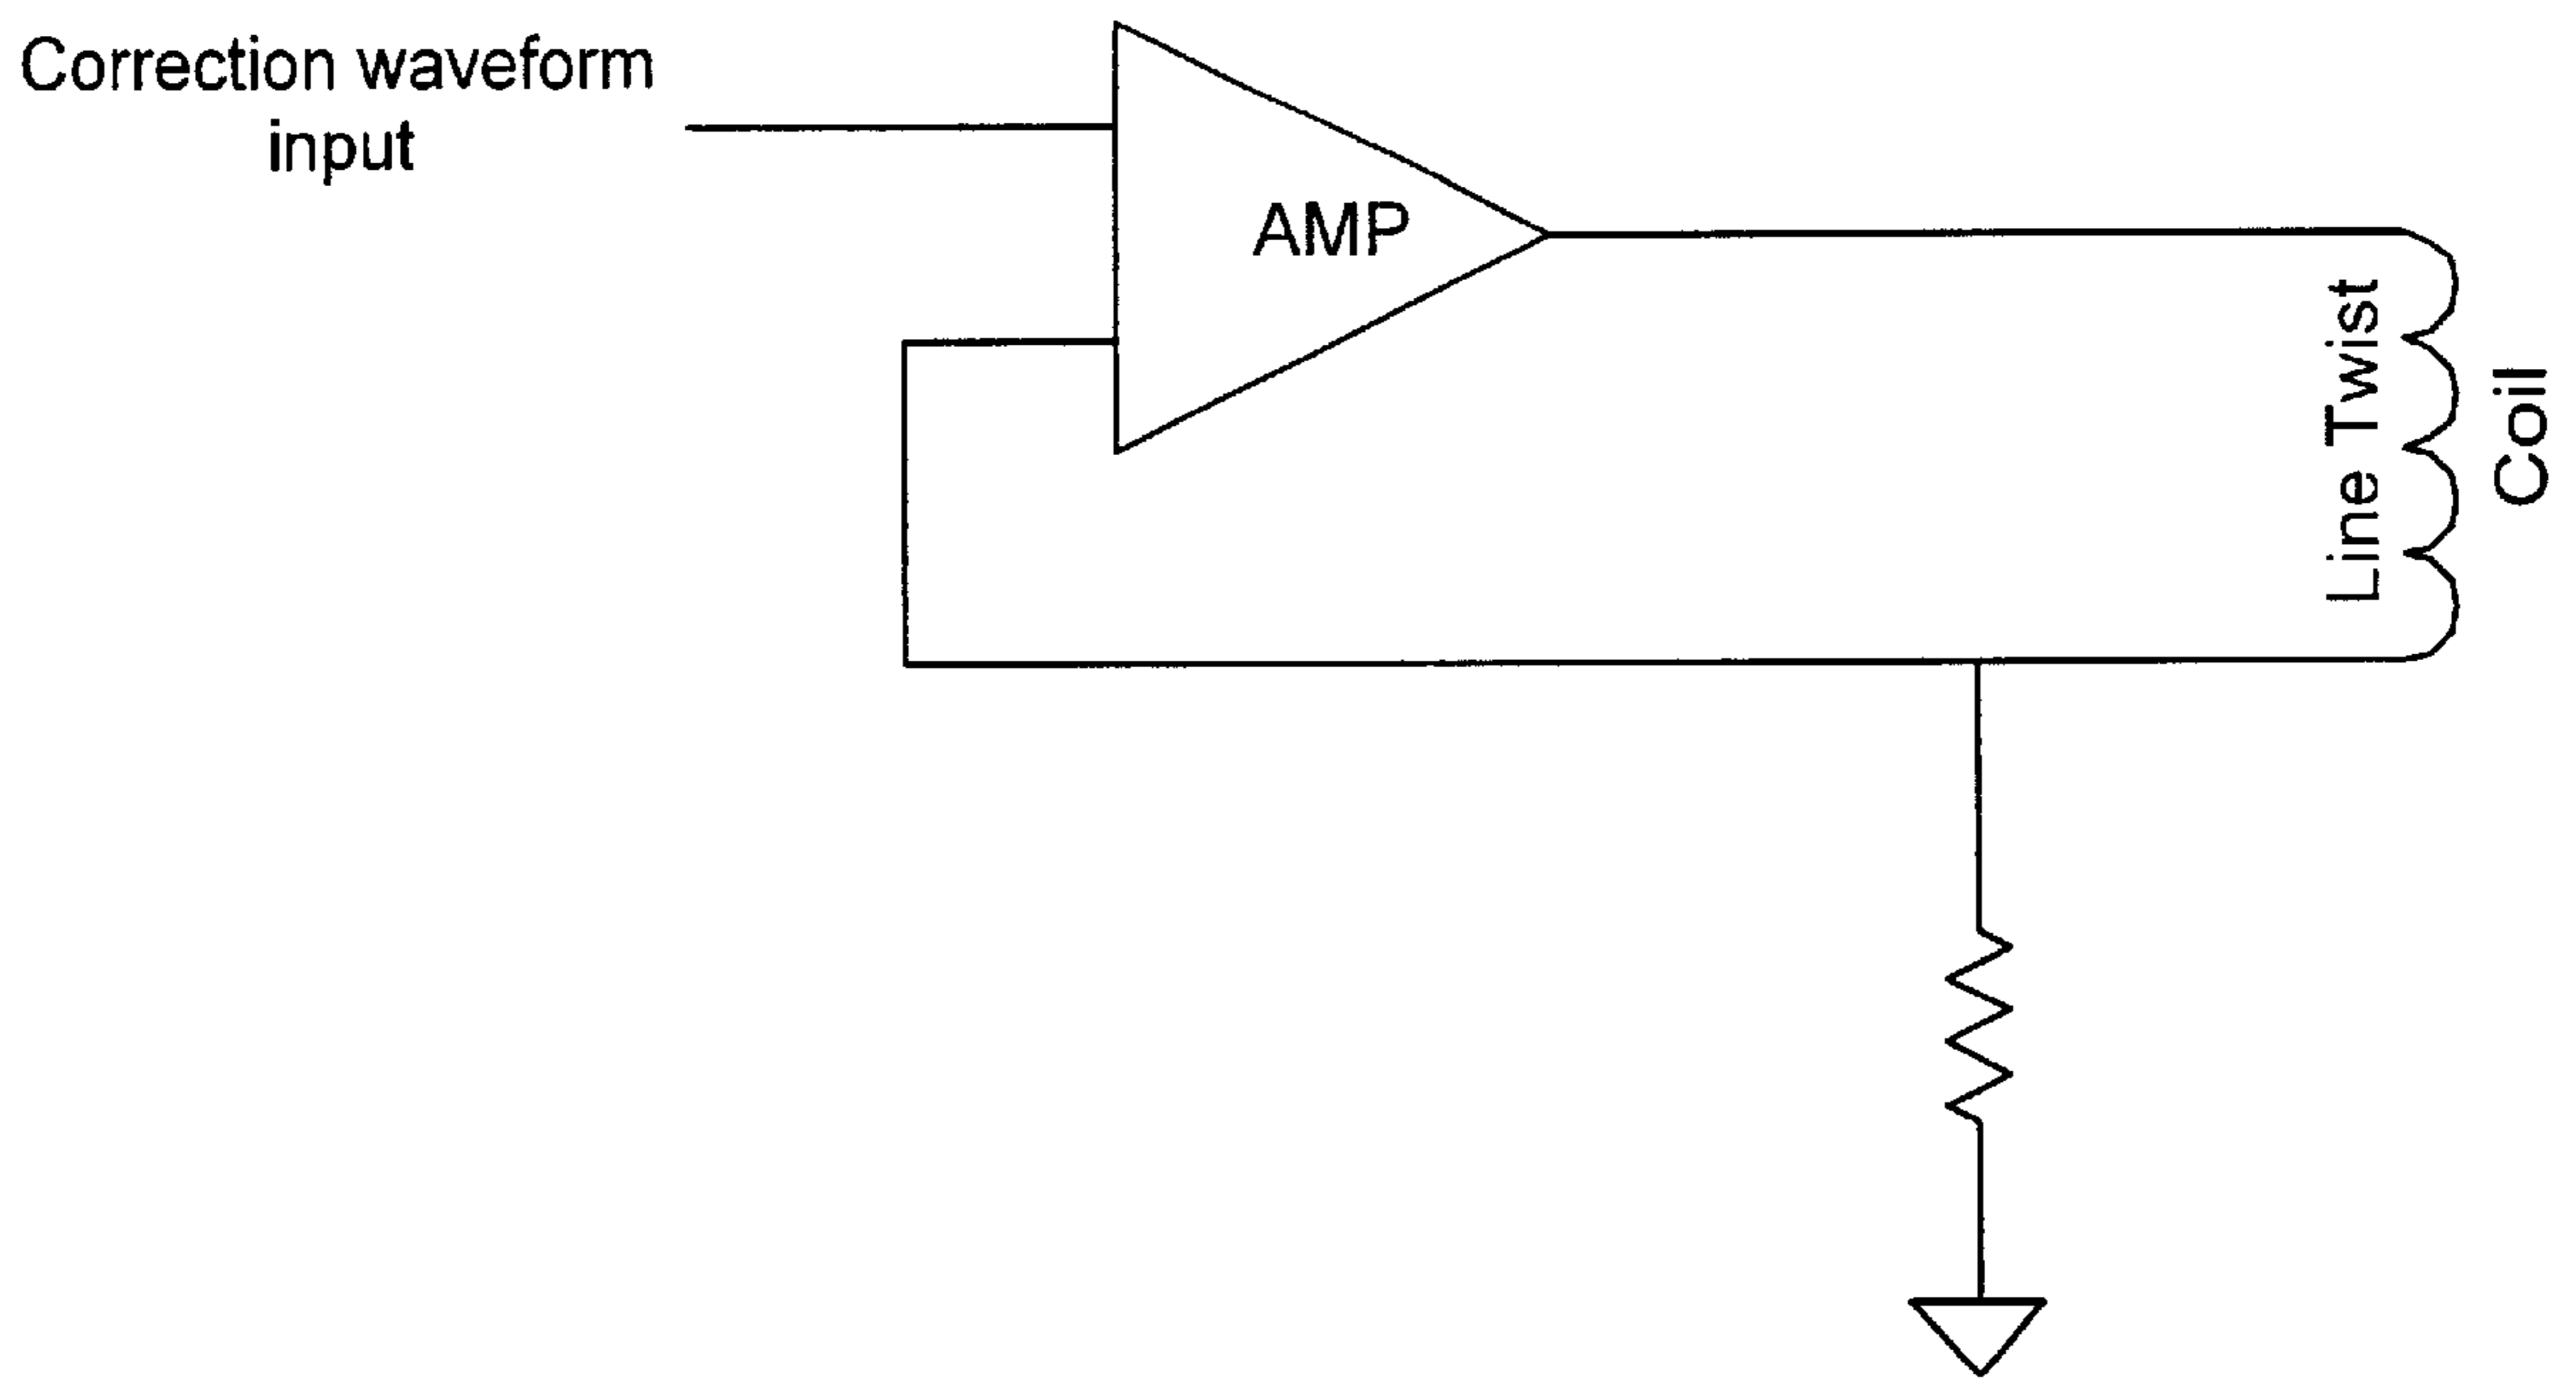 Correction waveform
input
AMP
Line Twist
Coil